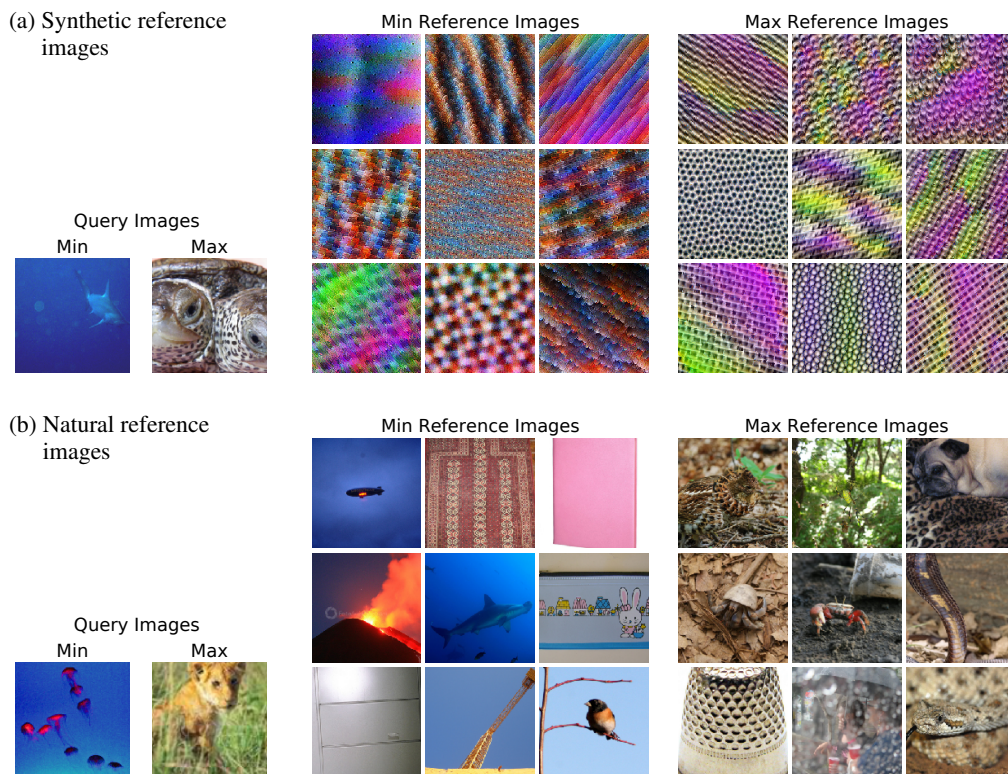 (a) Synthetic reference
images
Min Reference Images
Max Reference Images
Query Images
Min
Max
(b) Natural reference
images
Min Reference Images
Max Reference Images
Query Images
Min
Max